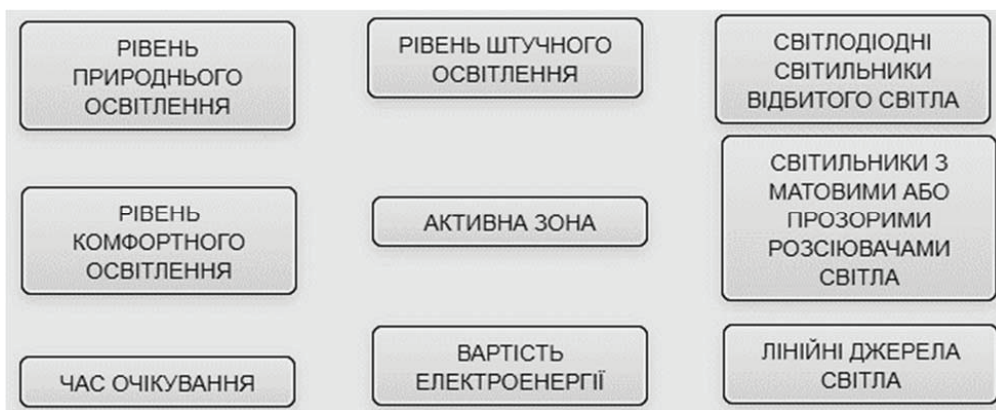 РІВЕНЬ
ПРИРОДНЬОГО
ОСВІТЛЕННЯ
РІВЕНЬ ШТУЧНОГО
ОСВІТЛЕННЯ
СВІТЛОДІОДНІ
СВІТИЛЬНИКИ
ВІДБИТОГО СВІТЛА
РІВЕНЬ
КОМФОРТНОГО
ОСВІТЛЕННЯ
АКТИВНА ЗОНА
СВІТИЛЬНИКИ З
МАТОВИМИ АБО
ПРОЗОРИМИ
РОЗСІЮВАЧАМИ
СВІТЛА
ЧАС ОЧІКУВАННЯ
ВАРТІСТЬ
ЕЛЕКТРОЕНЕРГІЇ
ЛІНІЙНІ ДЖЕРЕЛА
СВІТЛА